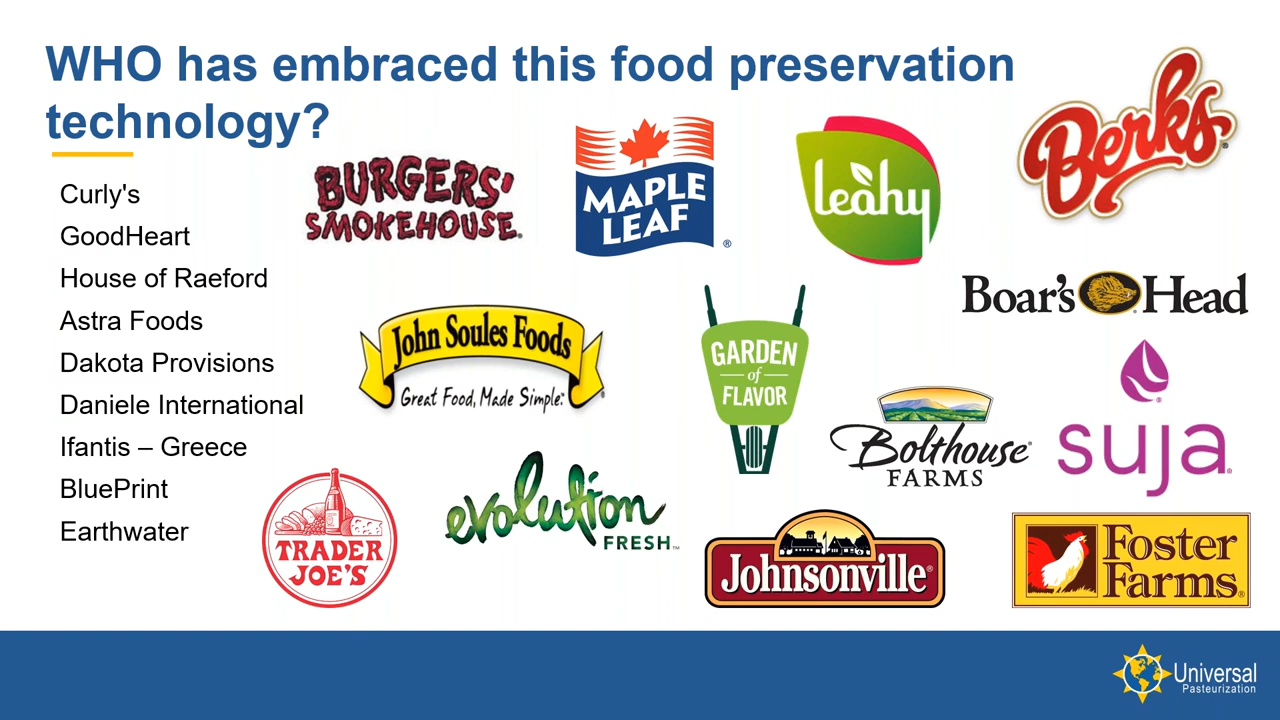 WHO has embraced this food preservation
technology?
Curly's
GoodHeart
House of Raeford
Astra Foods
Dakota Provisions
Daniele International
Ifantis – Greece
BluePrint
Earthwater
BURGERS'
SMOKEHOUSE®
MAPLE
LEAF®
leahy
Berks®
Boar's Head®
John Soules Foods®
Great Food, Made Simple.™
GARDEN
of
FLAVOR
Bolthouse®
FARMS
suja®
TRADER
JOE'S
evolution
FRESH™
Johnsonville®
Foster
Farms®
Universal
Pasteurization